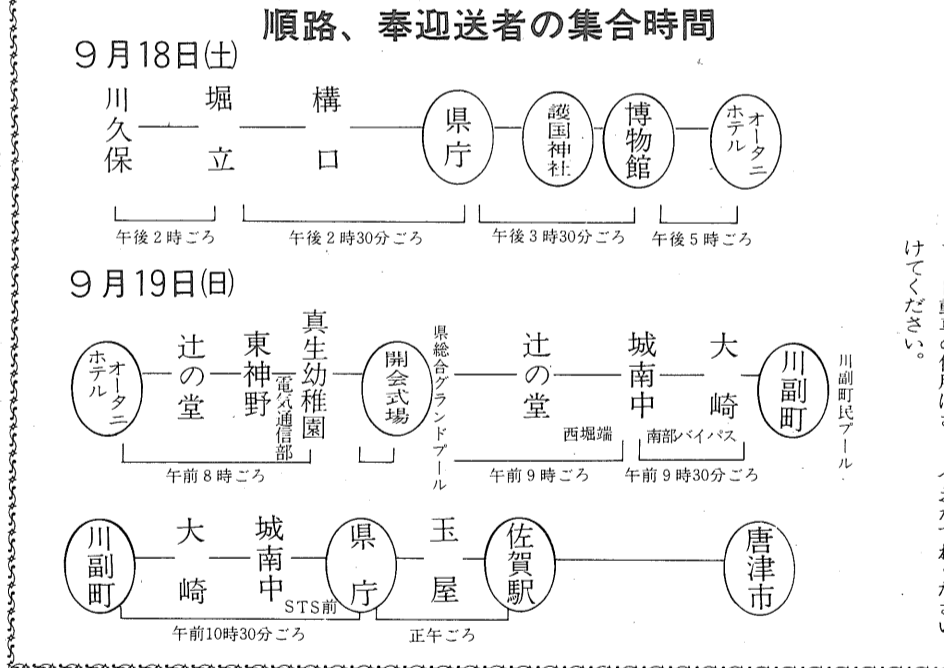 順路、奉迎送者の集合時間
9月18日(土)
川久保
堀立
構口
県庁
護国神社
博物館
ホテルオータニ
午後2時ごろ
午後2時30分ごろ
午後3時30分ごろ
午後5時ごろ
9月19日(日)
ホテルオータニ
辻の堂
東神野
電気通信部
真生幼稚園
開会式場
県総合グランドプール
辻の堂
西堀端
城南中
南部バイパス
大崎
川副町
川副町民プール
午前8時ごろ
午前9時ごろ
午前9時30分ごろ
川副町
大崎
城南中
STS前
県庁
玉屋
佐賀駅
唐津市
午前10時30分ごろ
正午ごろ
けてください。